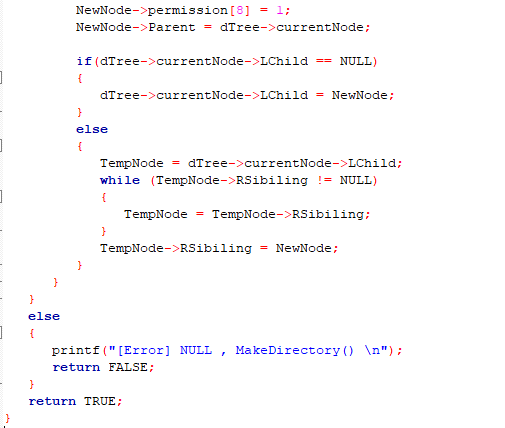 NewNode->permission[8] = 1;
NewNode->Parent = dTree->currentNode;
if(dTree->currentNode->LChild == NULL)
{
dTree->currentNode->LChild = NewNode;
}
else
{
TempNode = dTree->currentNode->LChild;
while (TempNode->RSibiling != NULL)
{
TempNode = TempNode->RSibiling;
}
TempNode->RSibiling = NewNode;
}
}
}
else
{
printf("[Error] NULL , MakeDirectory() \n");
return FALSE;
}
return TRUE;
}